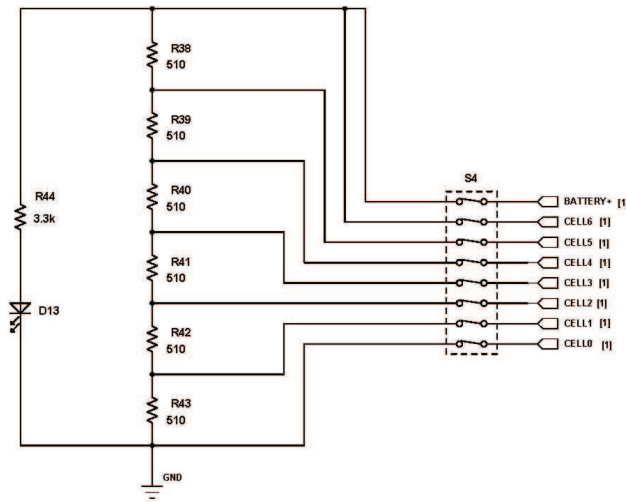 R38
510
R39
510
S4
R44
3.3k
R40
510
BATTERY+ [1
CELL6 [1]
CELL5 [1]
CELL4 [1]
R41
510
CELL3 [1]
CELL2 [1]
D13
R42
510
CELL1 [1]
CELL0 [1]
R43
510
GND